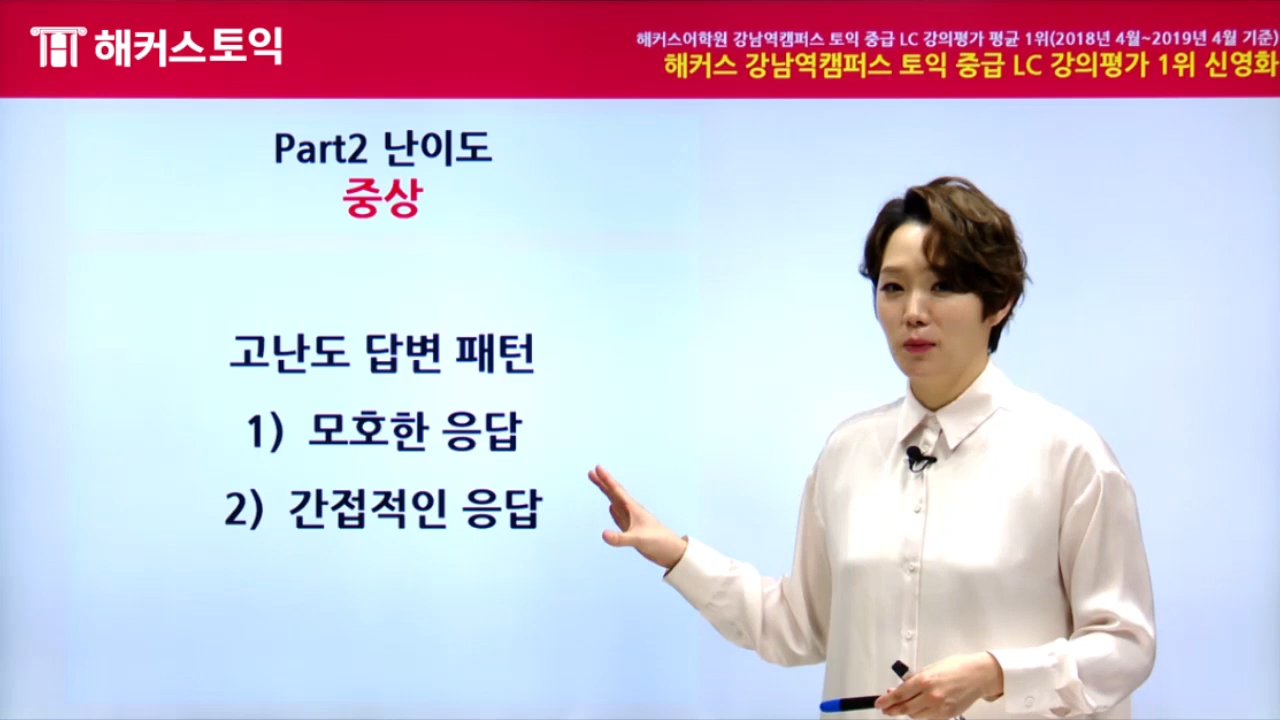 해커스토익
해커스어학원 강남역캠퍼스 토익 중급 LC 강의평가 평균 1위(2018년 4월~2019년 4월 기준)
해커스 강남역캠퍼스 토익 중급 LC 강의평가 1위 신영화
Part2 난이도
중상
고난도 답변 패턴
1) 모호한 응답
2) 간접적인 응답